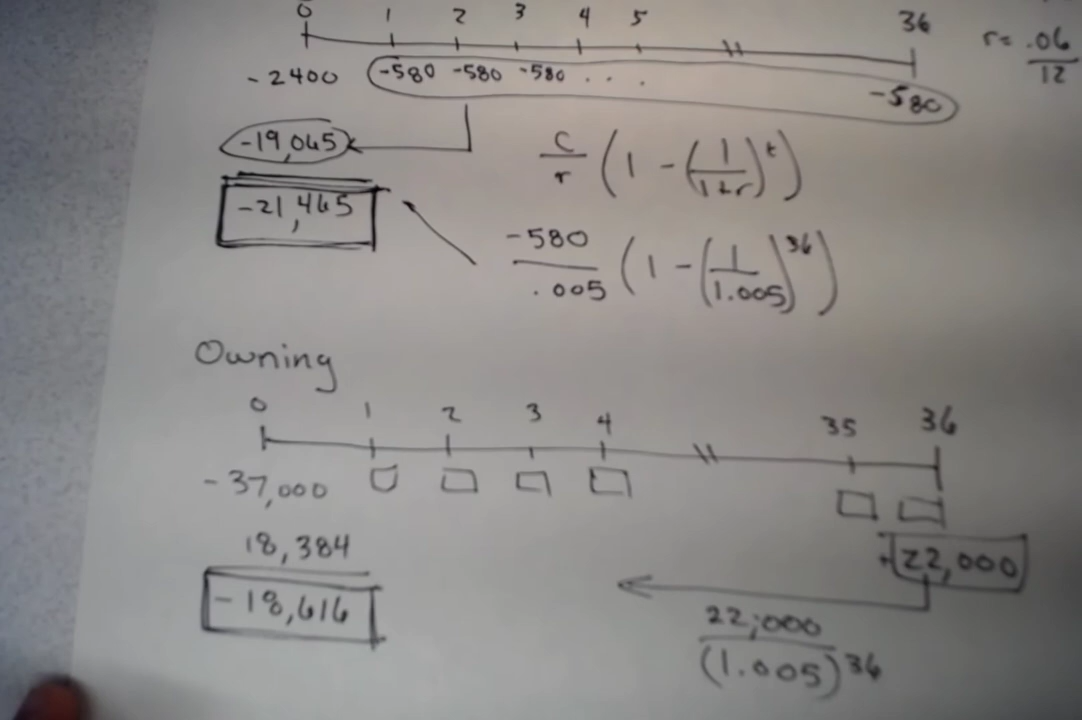 0 1 2 3 4 5 36 r= .06/12
-2400 -580 -580 -580 . . . -580
-19,065 c/r (1 - (1/1+r)^t)
-21,465
-580/.005 (1 - (1/1.005)^36)
Owning
0 1 2 3 4 35 36
-37,000
18,384 +22,000
-18,616
22,000/(1.005)^36